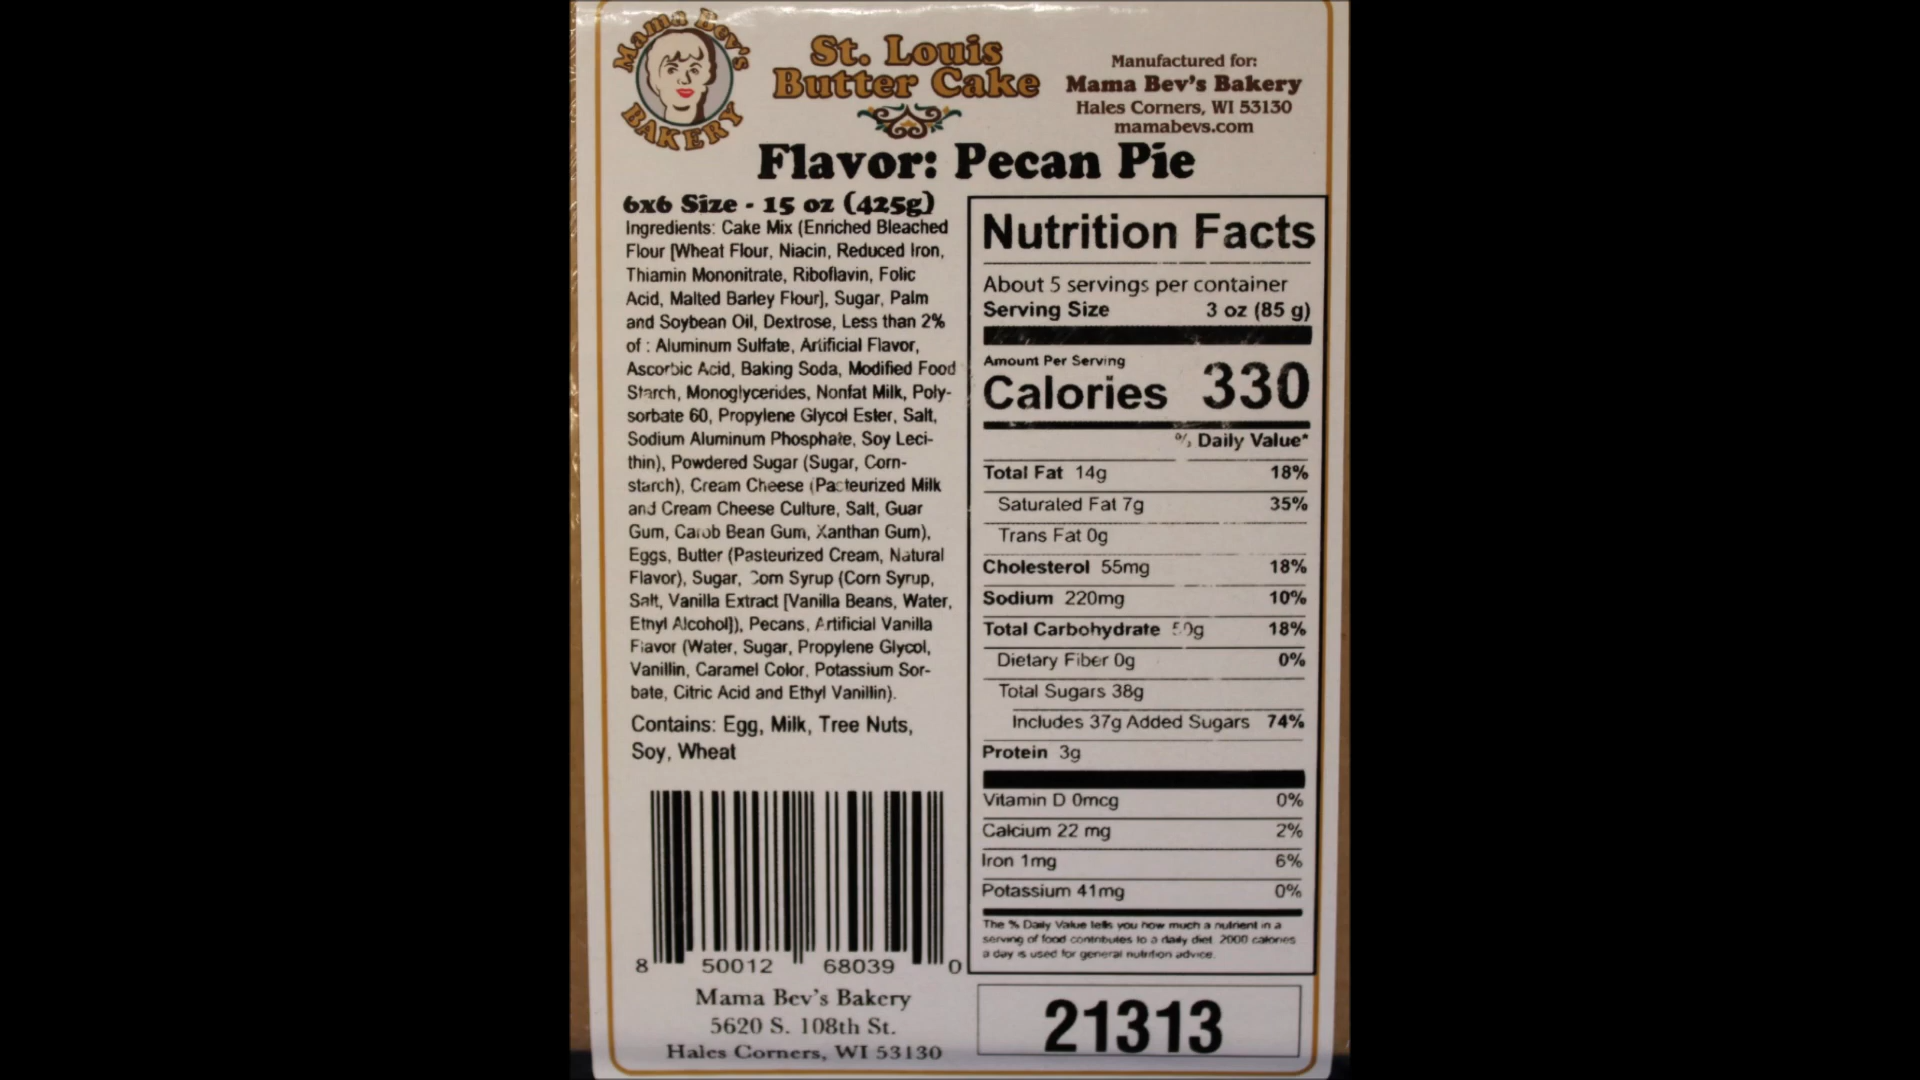 Mama Bev's
BAKERY
St. Louis
Butter Cake
Manufactured for:
Mama Bev's Bakery
Hales Corners, WI 53130
mamabevs.com
Flavor: Pecan Pie
6x6 Size - 15 oz (425g)
Ingredients: Cake Mix (Enriched Bleached
Flour [Wheat Flour, Niacin, Reduced Iron,
Thiamin Mononitrate, Riboflavin, Folic
Acid, Malted Barley Flour], Sugar, Palm
and Soybean Oil, Dextrose, Less than 2%
of : Aluminum Sulfate, Artificial Flavor,
Ascorbic Acid, Baking Soda, Modified Food
Starch, Monoglycerides, Nonfat Milk, Poly-
sorbate 60, Propylene Glycol Ester, Salt,
Sodium Aluminum Phosphate, Soy Leci-
thin), Powdered Sugar (Sugar, Corn-
starch), Cream Cheese (Pasteurized Milk
and Cream Cheese Culture, Salt, Guar
Gum, Carob Bean Gum, Xanthan Gum),
Eggs, Butter (Pasteurized Cream, Natural
Flavor), Sugar, Corn Syrup (Corn Syrup,
Salt, Vanilla Extract [Vanilla Beans, Water,
Ethyl Alcohol]), Pecans, Artificial Vanilla
Flavor (Water, Sugar, Propylene Glycol,
Vanillin, Caramel Color, Potassium Sor-
bate, Citric Acid and Ethyl Vanillin).
Contains: Egg, Milk, Tree Nuts,
Soy, Wheat
8 50012 68039 0
Mama Bev's Bakery
5620 S. 108th St.
Hales Corners, WI 53130
Nutrition Facts
About 5 servings per container
Serving Size 3 oz (85 g)
Amount Per Serving
Calories 330
% Daily Value*
Total Fat 14g 18%
Saturated Fat 7g 35%
Trans Fat 0g
Cholesterol 55mg 18%
Sodium 220mg 10%
Total Carbohydrate 50g 18%
Dietary Fiber 0g 0%
Total Sugars 38g
Includes 37g Added Sugars 74%
Protein 3g
Vitamin D 0mcg 0%
Calcium 22 mg 2%
Iron 1mg 6%
Potassium 41mg 0%
The % Daily Value tells you how much a nutrient in a
serving of food contributes to a daily diet. 2000 calories
a day is used for general nutrition advice.
21313